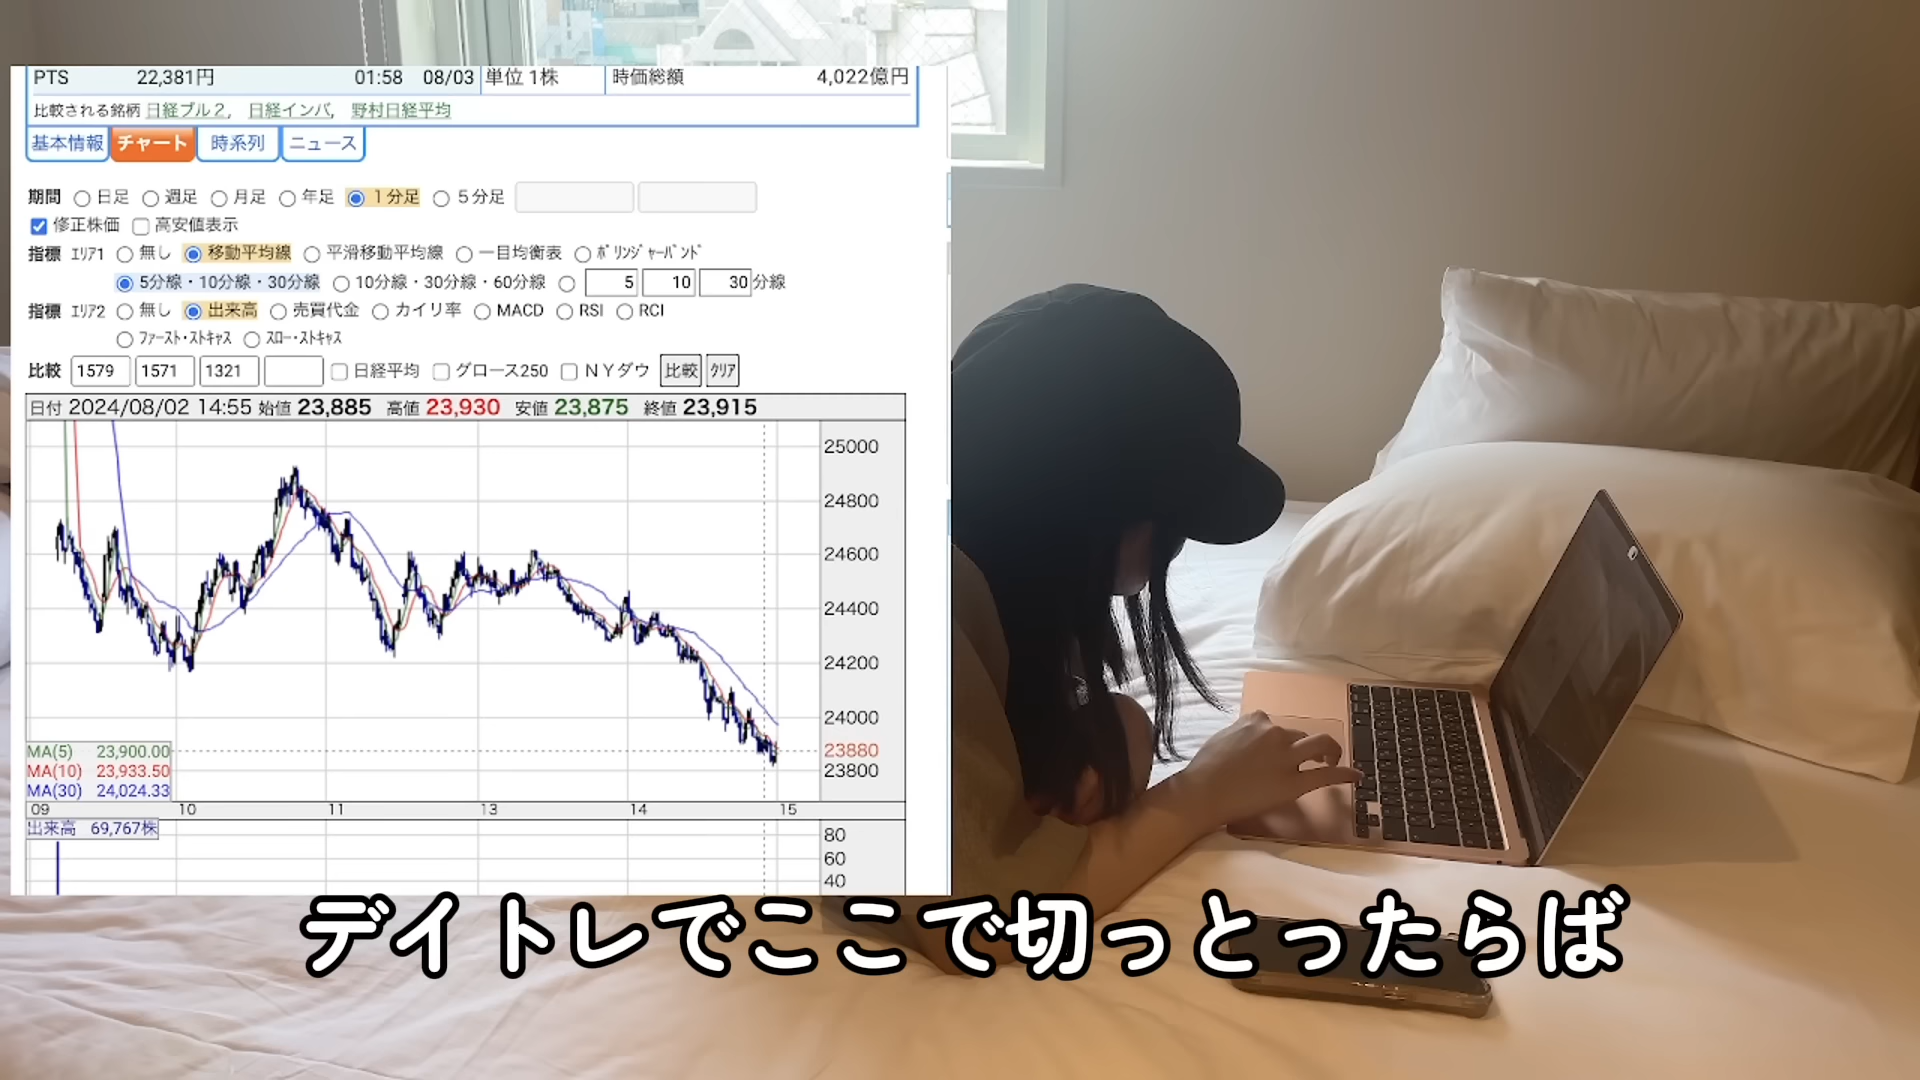 PTS 22,381円 01:58 08/03 単位 1株 時価総額 4,022億円
比較される銘柄 日経ブル2, 日経インバ, 野村日経平均
基本情報 チャート 時系列 ニュース
期間 日足 週足 月足 年足 1分足 5分足
修正株価 高安値表示
指標 エリア1 無し 移動平均線 平滑移動平均線 一目均衡表 ボリンジャーバンド
5分線・10分線・30分線 10分線・30分線・60分線 5 10 30 分線
指標 エリア2 無し 出来高 売買代金 カイリ率 MACD RSI RCI
ファースト・ストキャス スロー・ストキャス
比較 1579 1571 1321 日経平均 グロース250 NYダウ 比較 クリア
日付 2024/08/02 14:55 始値 23,885 高値 23,930 安値 23,875 終値 23,915
25000
24800
24600
24400
24200
24000
MA(5) 23,900.00 23880
MA(10) 23,933.50 23800
MA(30) 24,024.33
09 10 11 13 14 15
出来高 69,767株 80
60
40
デイトレでここで切っとったらば